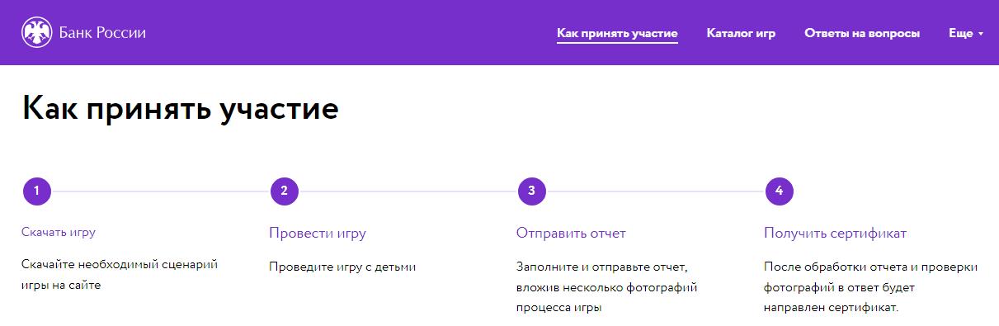 Банк России
Как принять участие
Каталог игр
Ответы на вопросы
Еще
Как принять участие
1
2
3
4
Скачать игру
Скачайте необходимый сценарий
игры на сайте
Провести игру
Проведите игру с детьми
Отправить отчет
Заполните и отправьте отчет,
вложив несколько фотографий
процесса игры
Получить сертификат
После обработки отчета и проверки
фотографий в ответ будет
направлен сертификат.